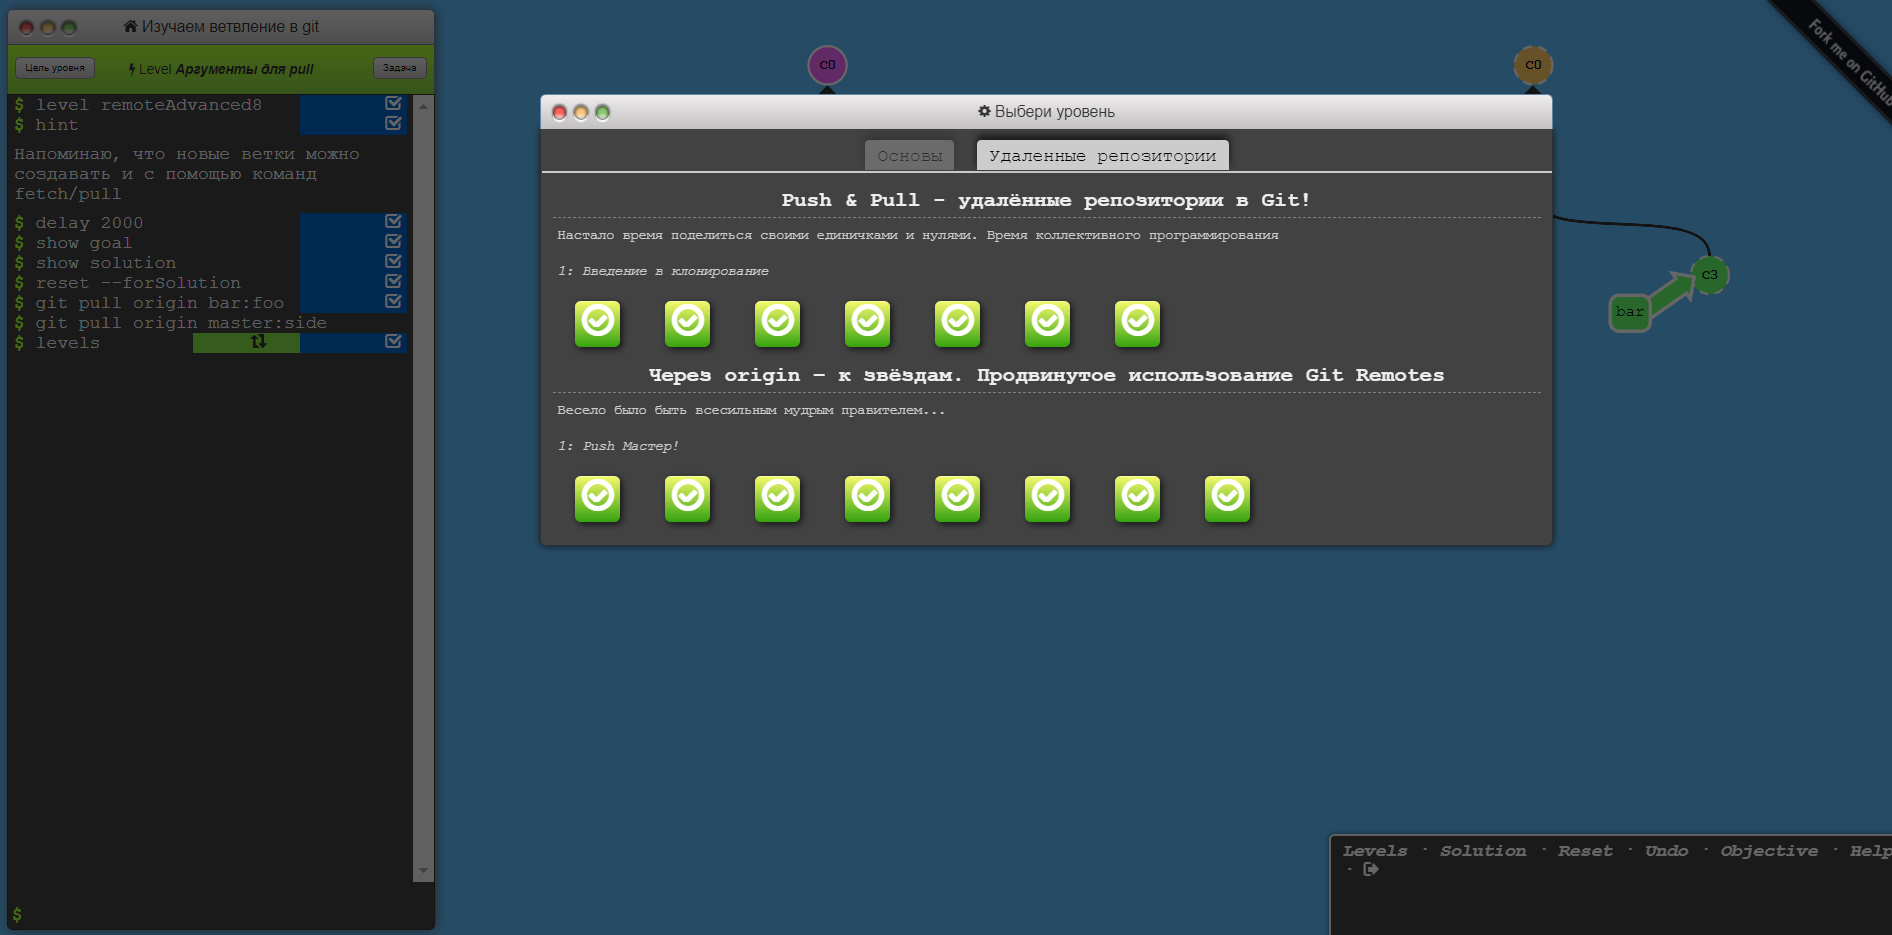 Изучаем ветвление в git
Цель уровня
Level Аргументы для pull
Задача
$ level remoteAdvanced8
$ hint
Напоминаю, что новые ветки можно
создавать и с помощью команд
fetch/pull
$ delay 2000
$ show goal
$ show solution
$ reset --forSolution
$ git pull origin bar:foo
$ git pull origin master:side
$ levels
$
C0
C0
Fork me on GitHub
Выбери уровень
Основы
Удаленные репозитории
Push & Pull - удалённые репозитории в Git!
Настало время поделиться своими единичками и нулями. Время коллективного программирования
1: Введение в клонирование
Через origin – к звёздам. Продвинутое использование Git Remotes
Весело было быть всесильным мудрым правителем...
1: Push Мастер!
C3
bar
Levels · Solution · Reset · Undo · Objective · Help
·